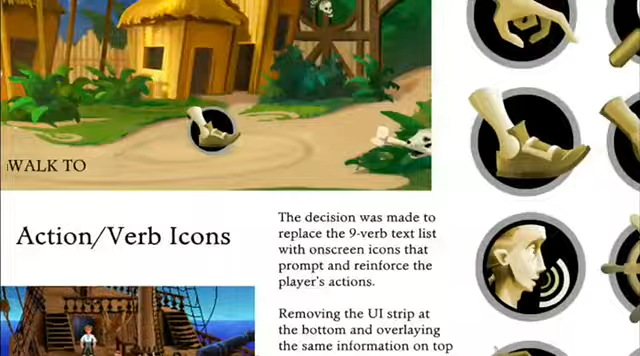 WALK TO
Action/Verb Icons
The decision was made to
replace the 9-verb text list
with onscreen icons that
prompt and reinforce the
player's actions.
Removing the UI strip at
the bottom and overlaying
the same information on top